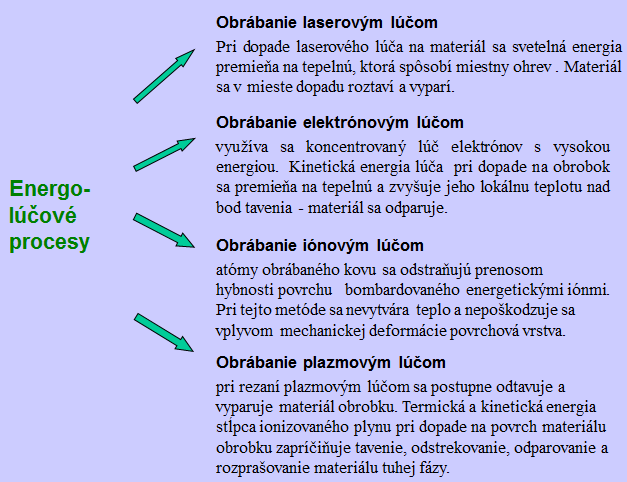 Energo-
lúčové
procesy
Obrábanie laserovým lúčom
Pri dopade laserového lúča na materiál sa svetelná energia
premieňa na tepelnú, ktorá spôsobí miestny ohrev . Materiál
sa v mieste dopadu roztaví a vyparí.
Obrábanie elektrónovým lúčom
využíva sa koncentrovaný lúč elektrónov s vysokou
energiou. Kinetická energia lúča pri dopade na obrobok
sa premieňa na tepelnú a zvyšuje jeho lokálnu teplotu nad
bod tavenia - materiál sa odparuje.
Obrábanie iónovým lúčom
atómy obrábaného kovu sa odstraňujú prenosom
hybnosti povrchu bombardovaného energetickými iónmi.
Pri tejto metóde sa nevytvára teplo a nepoškodzuje sa
vplyvom mechanickej deformácie povrchová vrstva.
Obrábanie plazmovým lúčom
pri rezaní plazmovým lúčom sa postupne odtavuje a
vyparuje materiál obrobku. Termická a kinetická energia
stĺpca ionizovaného plynu pri dopade na povrch materiálu
obrobku zapríčiňuje tavenie, odstrekovanie, odparovanie a
rozprašovanie materiálu tuhej fázy.